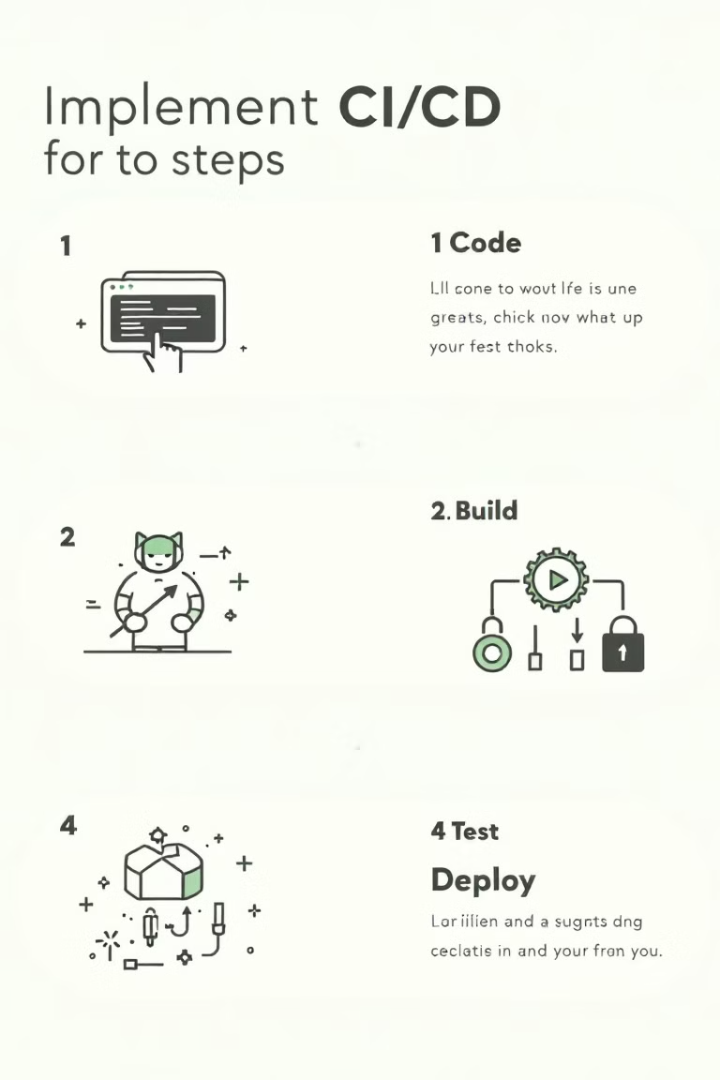 Implement CI/CD
for to steps
1
1 Code
Lll cone to wovt lfe is une
greats, chick nov what up
your fest thoks.
2
2. Build
4
4 Test
Deploy
Lor iilien and a sugnts dng
ceclatis in and your fran you.